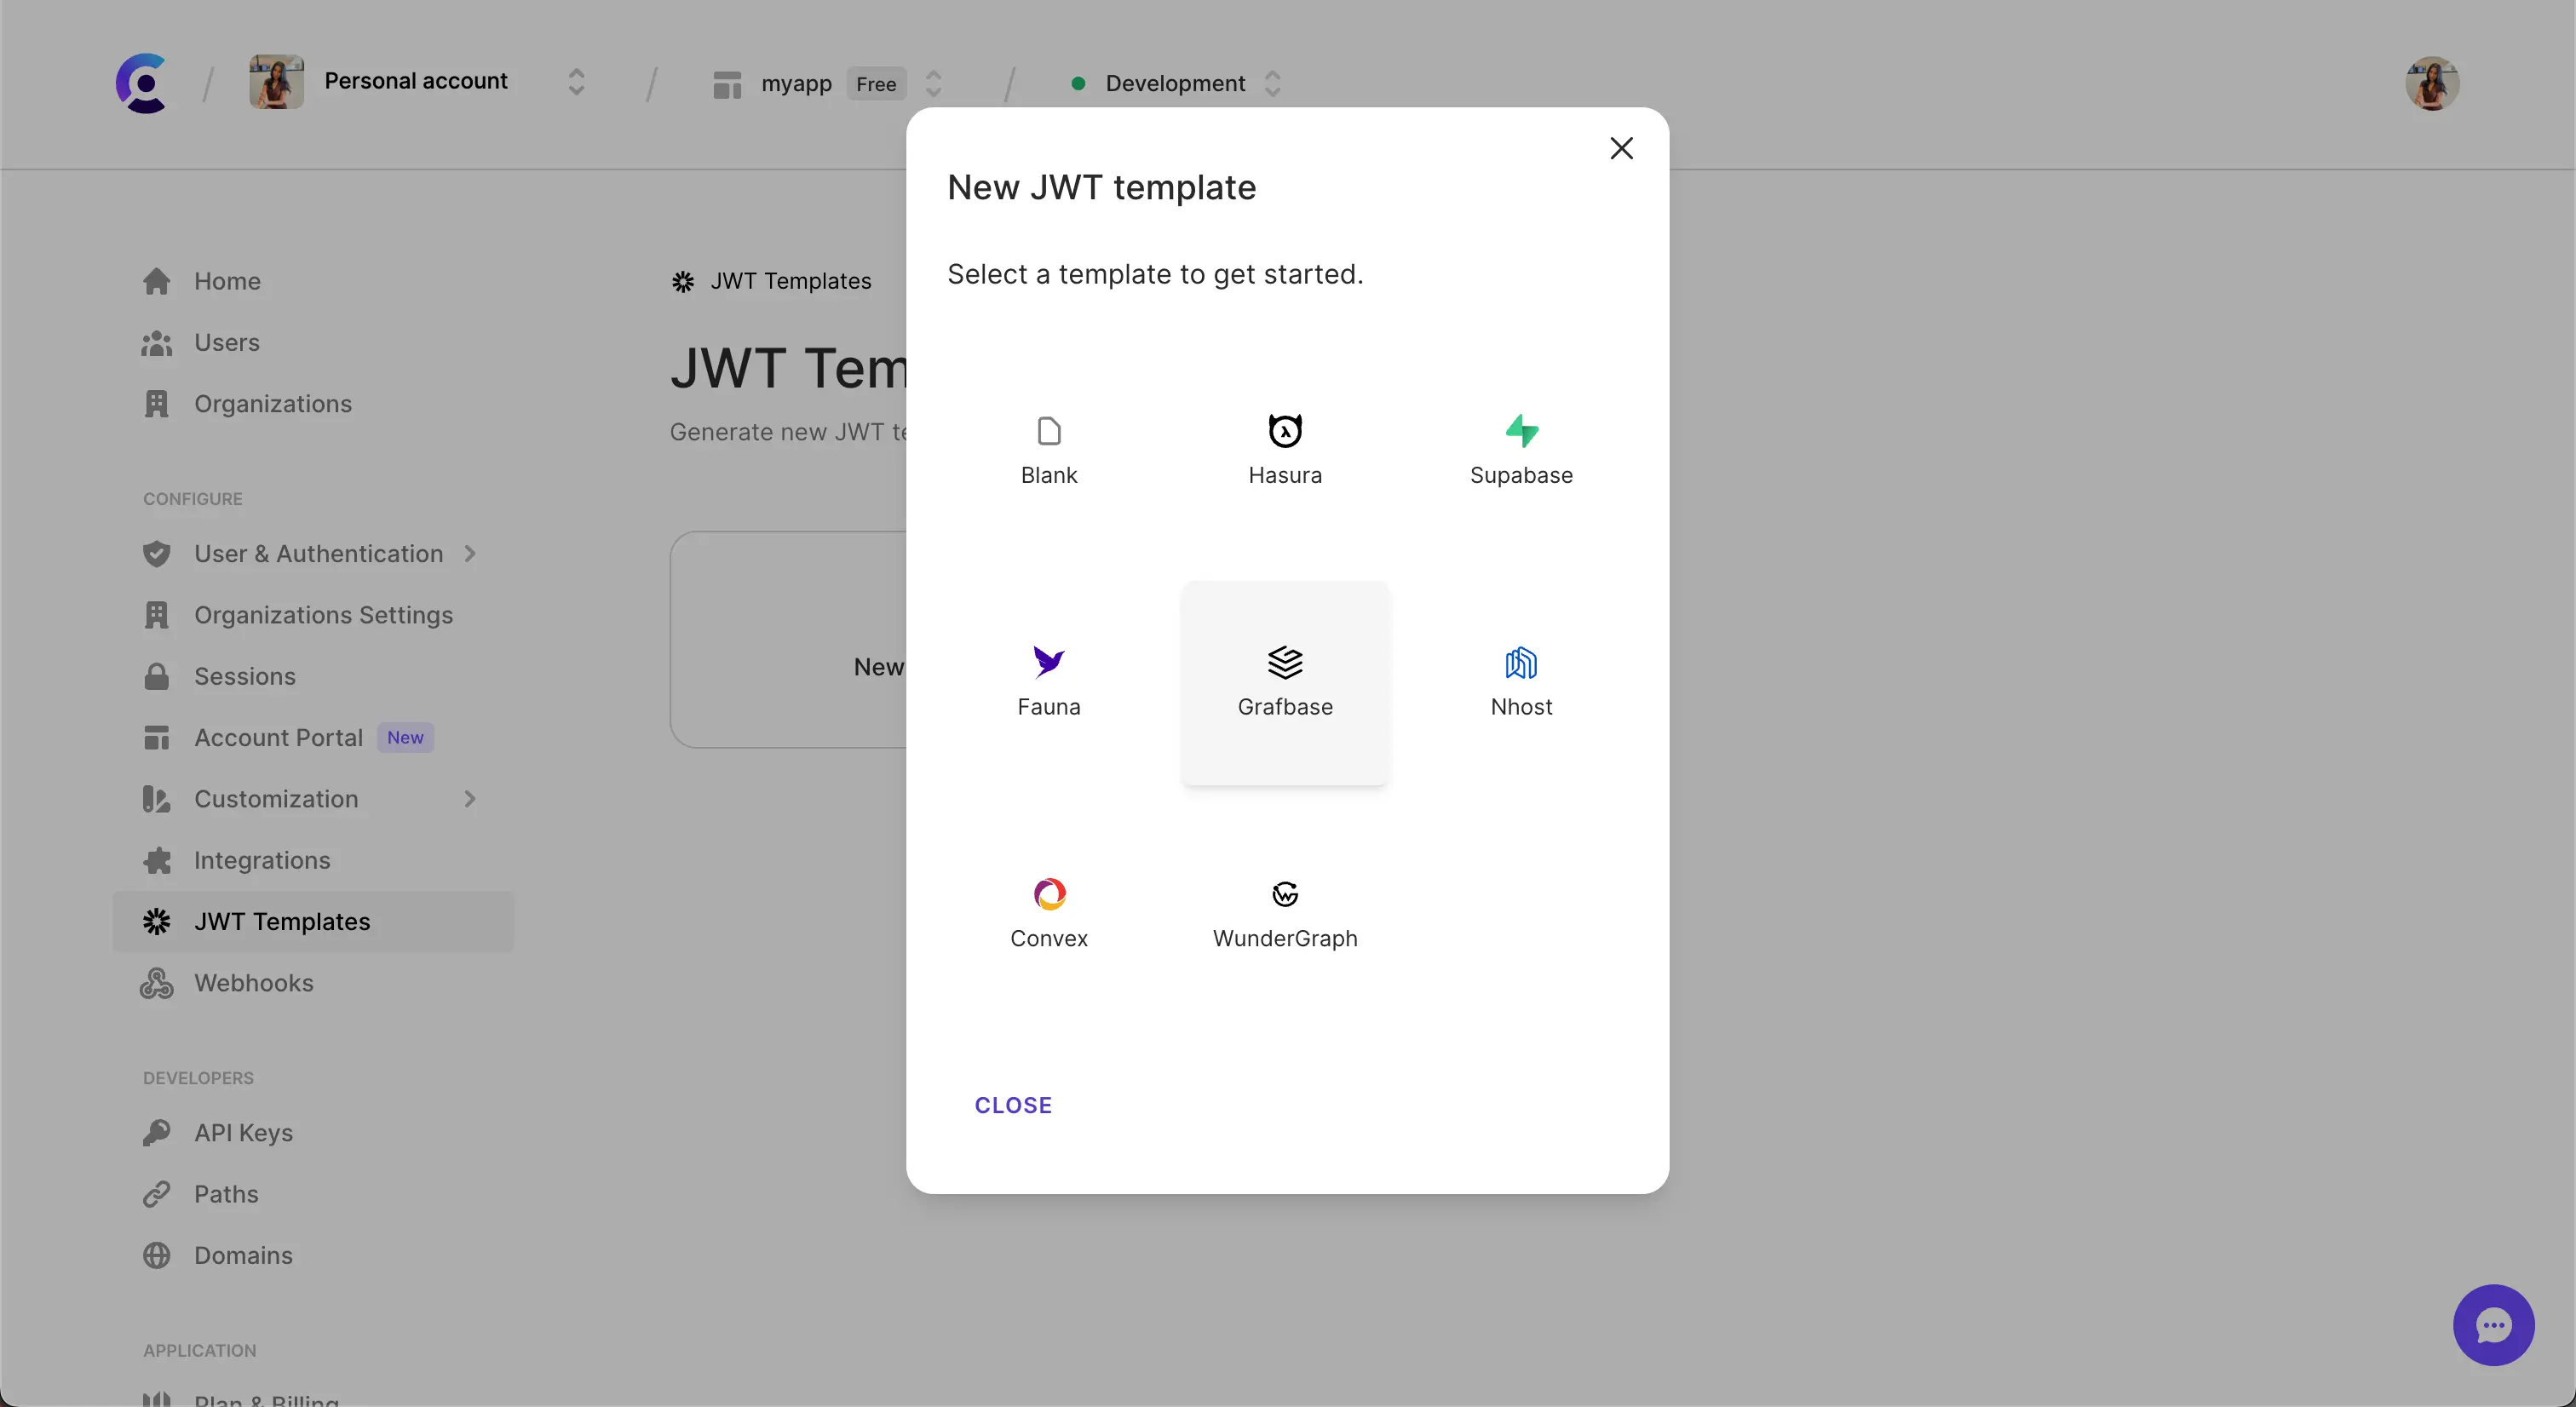 Personal account
myapp Free
Development
New JWT template
Select a template to get started.
Blank
Hasura
Supabase
Fauna
Grafbase
Nhost
Convex
WunderGraph
CLOSE
Home
Users
Organizations
CONFIGURE
User & Authentication
Organizations Settings
Sessions
Account Portal New
Customization
Integrations
JWT Templates
Webhooks
DEVELOPERS
API Keys
Paths
Domains
APPLICATION
Plan & Billing
JWT Templates
JWT Tem
Generate new JWT te
New